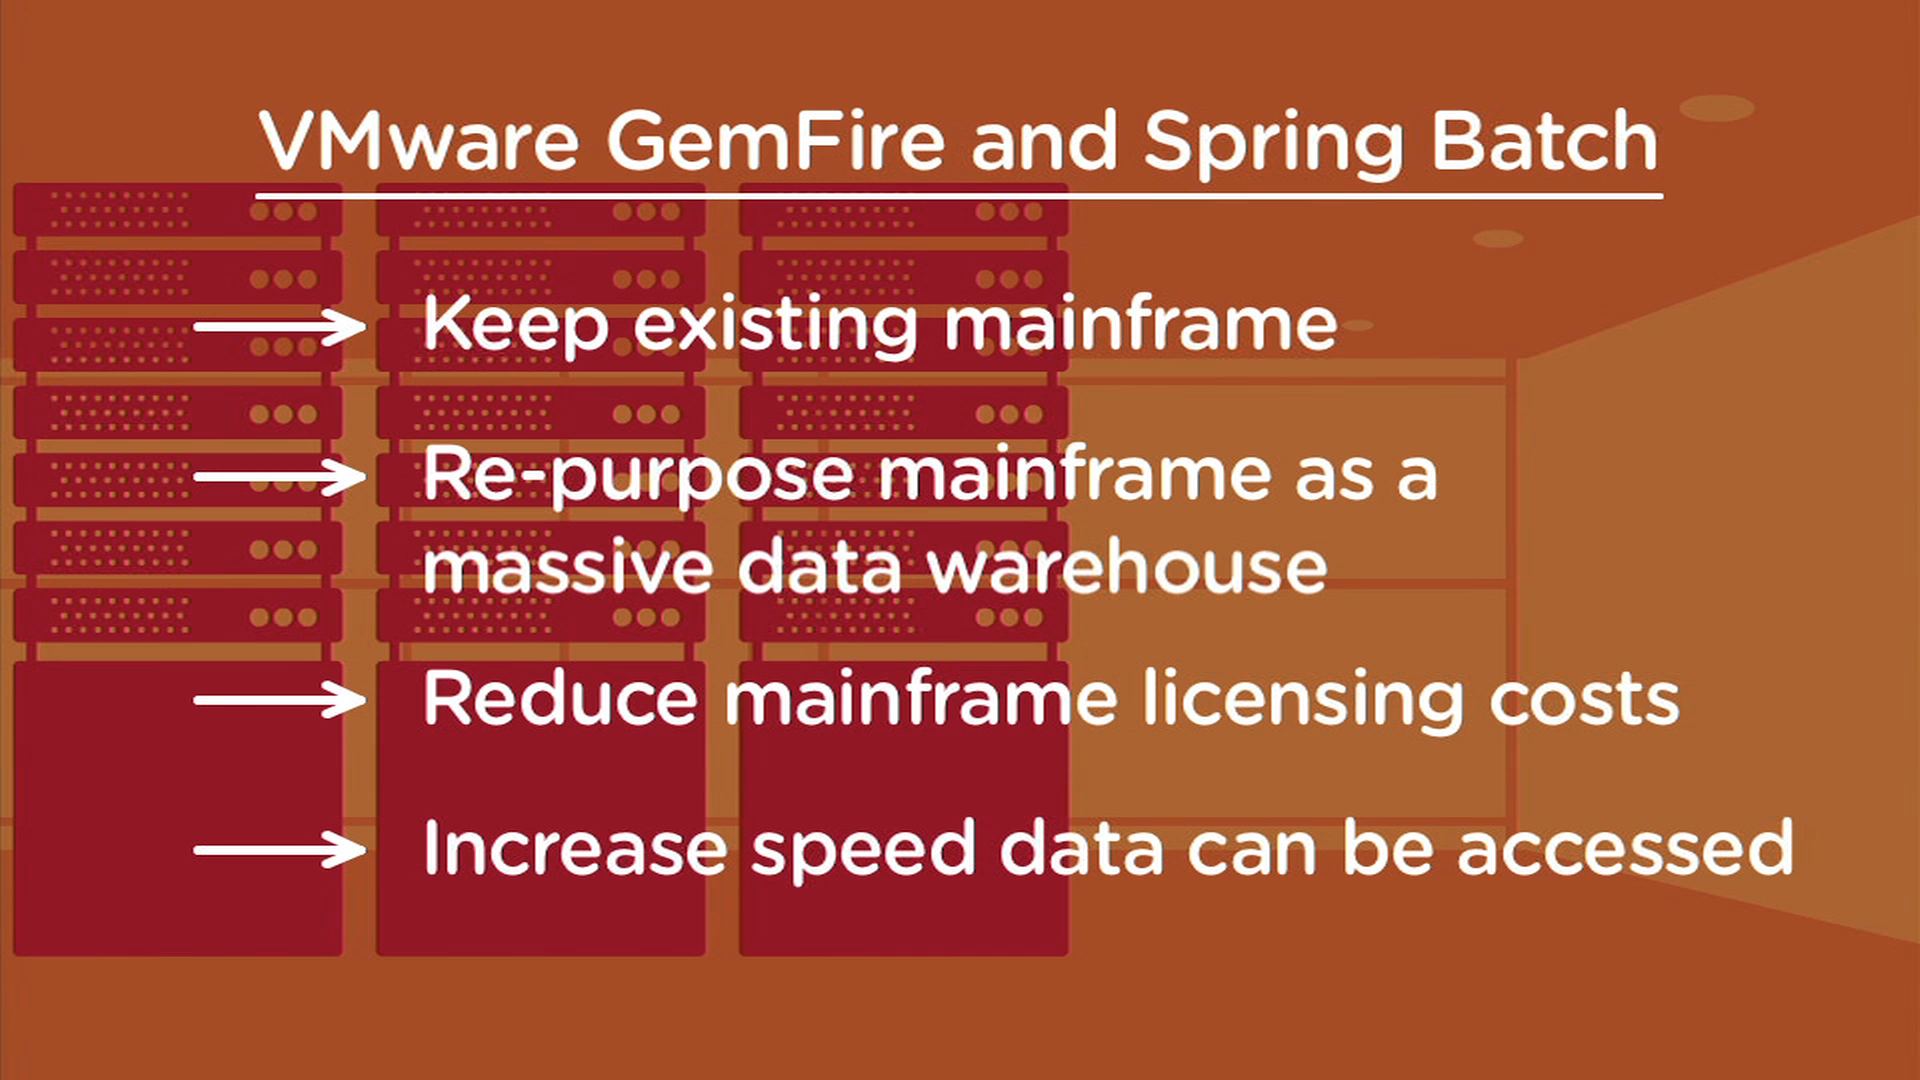 VMware GemFire and Spring Batch
Keep existing mainframe
Re-purpose mainframe as a
massive data warehouse
Reduce mainframe licensing costs
Increase speed data can be accessed